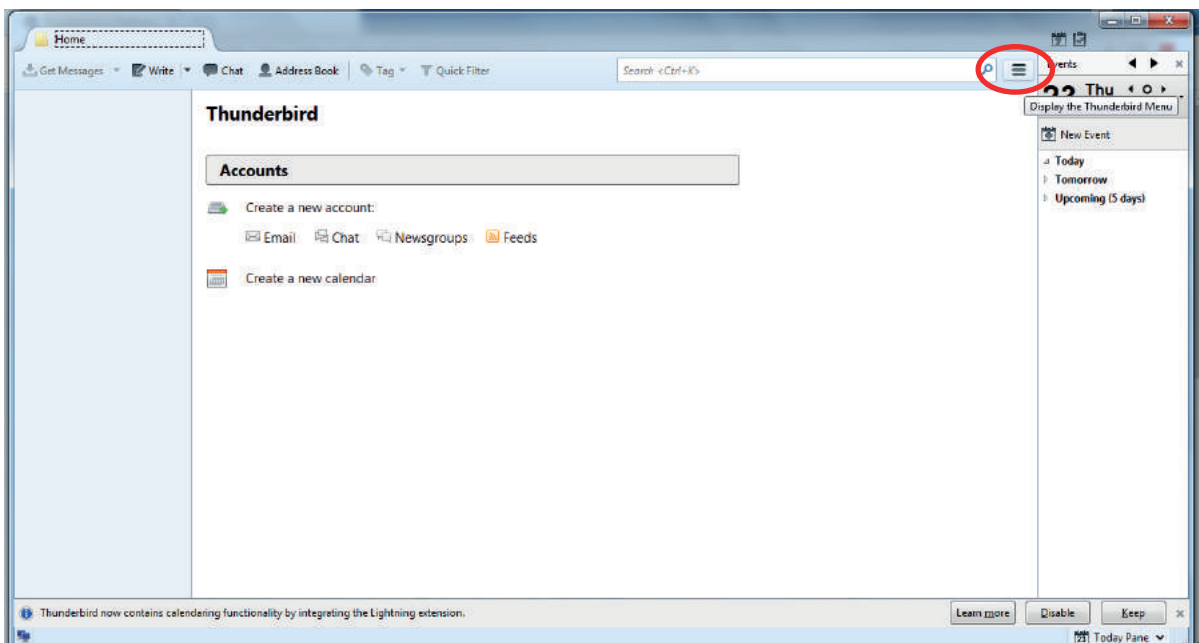 Home
Get Messages Write Chat Address Book Tag Quick Filter Search <Ctrl+K> Events
Thu
Display the Thunderbird Menu
Thunderbird
New Event
Accounts
Today
Tomorrow
Upcoming (5 days)
Create a new account:
Email Chat Newsgroups Feeds
Create a new calendar
Thunderbird now contains calendaring functionality by integrating the Lightning extension. Learn more Disable Keep
23 Today Pane